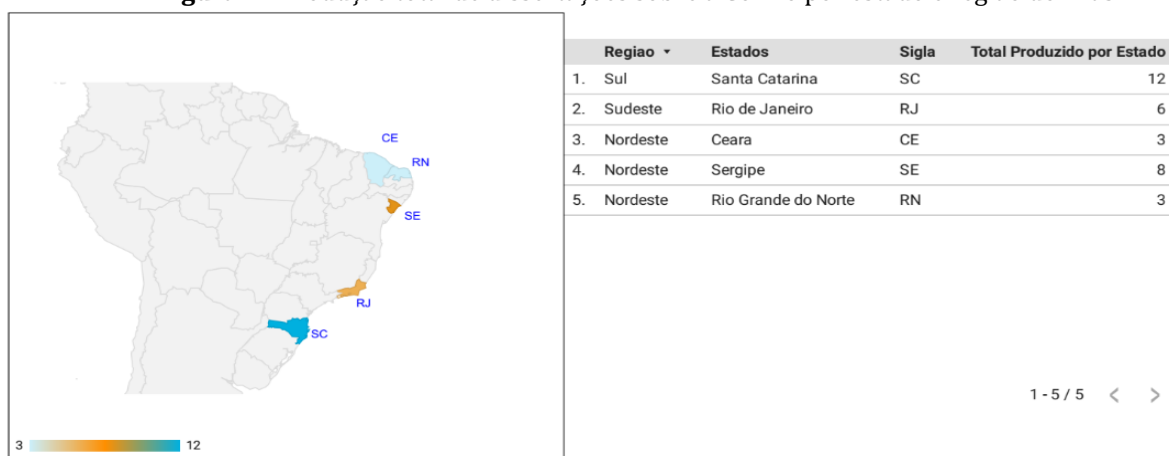 Regiao ▾ Estados Sigla Total Produzido por Estado
1. Sul Santa Catarina SC 12
2. Sudeste Rio de Janeiro RJ 6
3. Nordeste Ceara CE 3
4. Nordeste Sergipe SE 8
5. Nordeste Rio Grande do Norte RN 3
CE
RN
SE
RJ
SC
3 12
1 - 5 / 5 < >